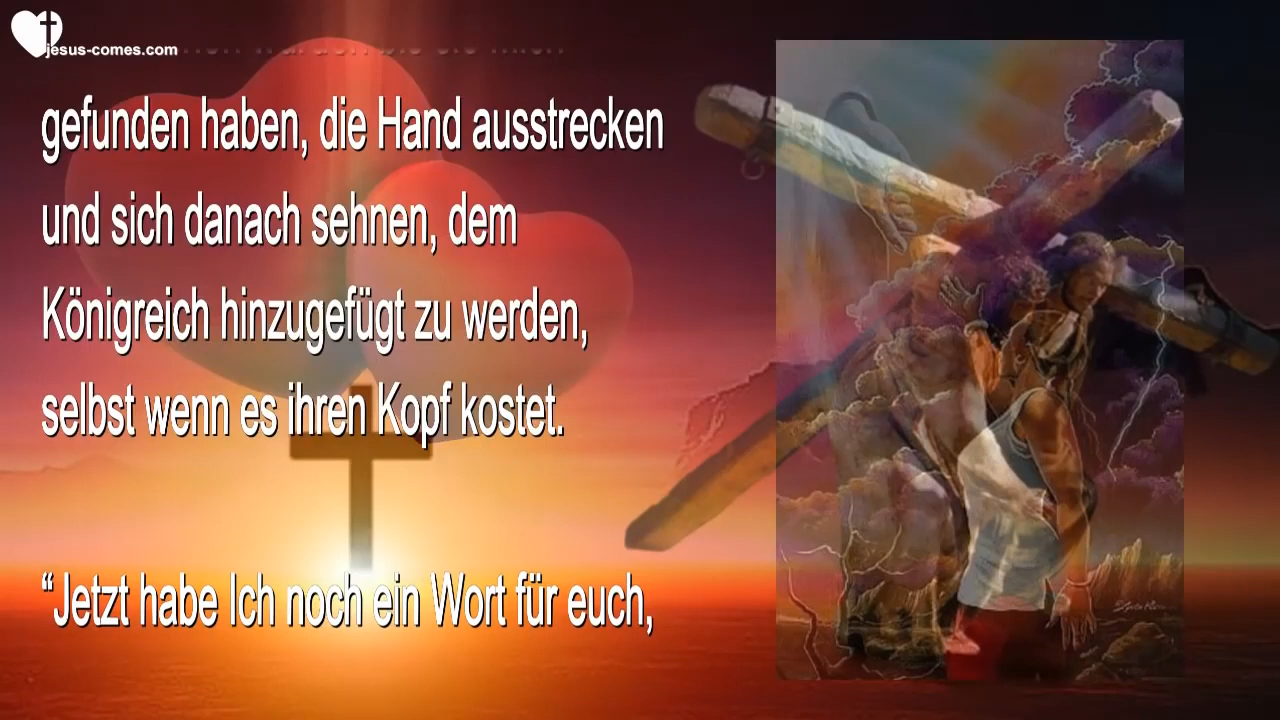 jesus-comes.com
gefunden haben, die Hand ausstrecken
und sich danach sehnen, dem
Königreich hinzugefügt zu werden,
selbst wenn es ihren Kopf kostet.
“Jetzt habe Ich noch ein Wort für euch,